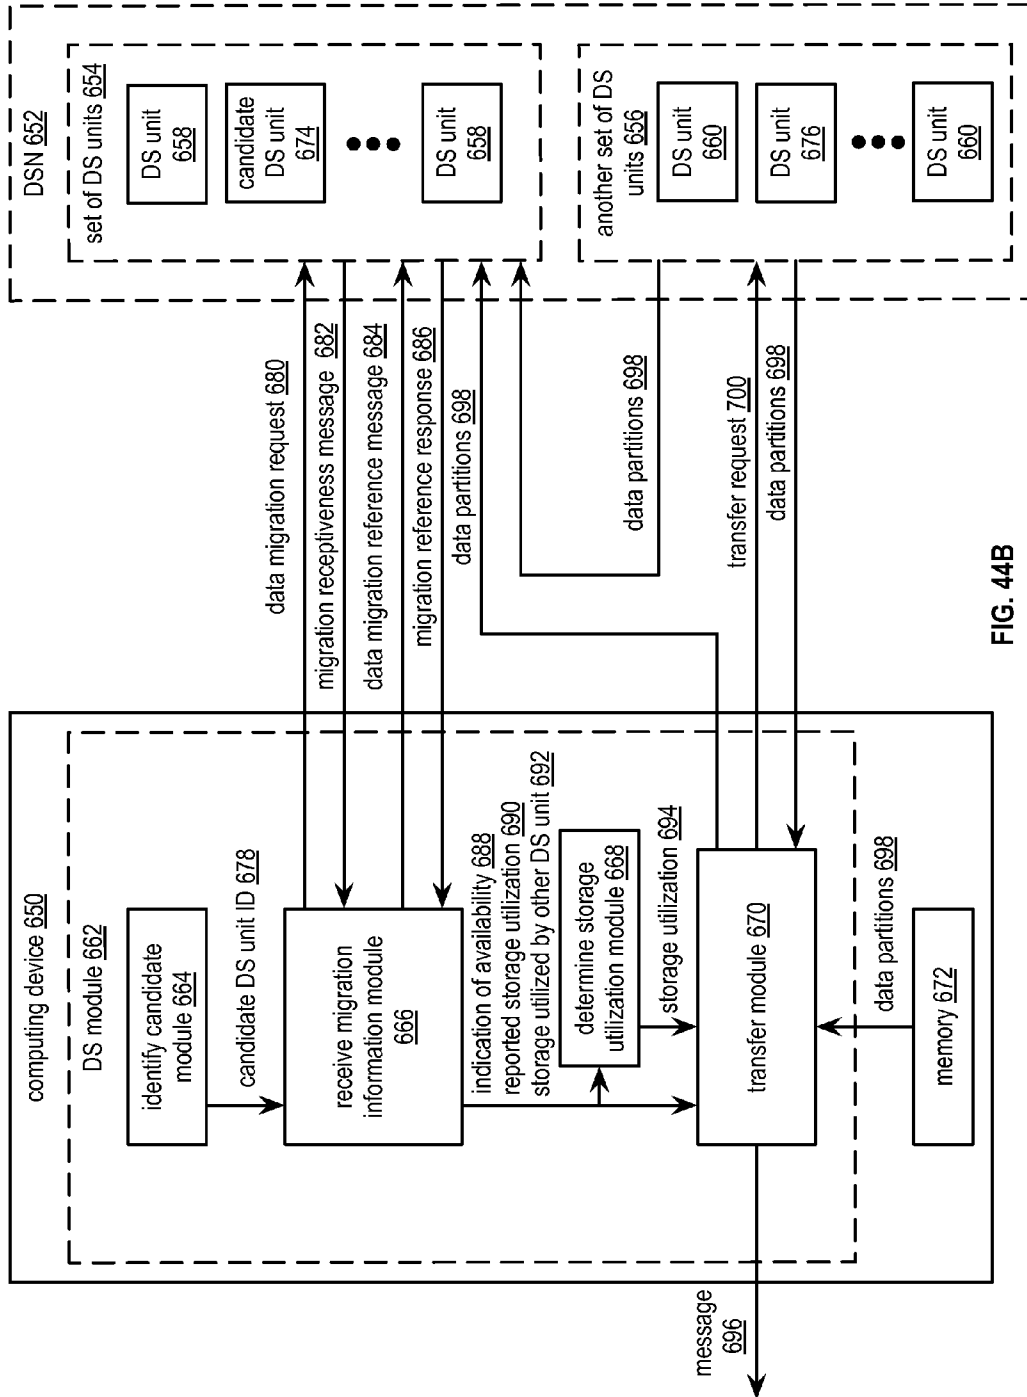 computing device 650
DS module 662
identify candidate
module 664
candidate DS unit ID 678
receive migration
information module
666
indication of availability 688
reported storage utilization 690
storage utilized by other DS unit 692
determine storage
utilization module 668
storage utilization 694
transfer module 670
data partitions 698
memory 672
message
696
data migration request 680
migration receptiveness message 682
data migration reference message 684
migration reference response 686
data partitions 698
data partitions 698
transfer request 700
data partitions 698
DSN 652
set of DS units 654
DS unit
658
candidate
DS unit
674
DS unit
658
another set of DS
units 656
DS unit
660
DS unit
676
DS unit
660
FIG. 44B